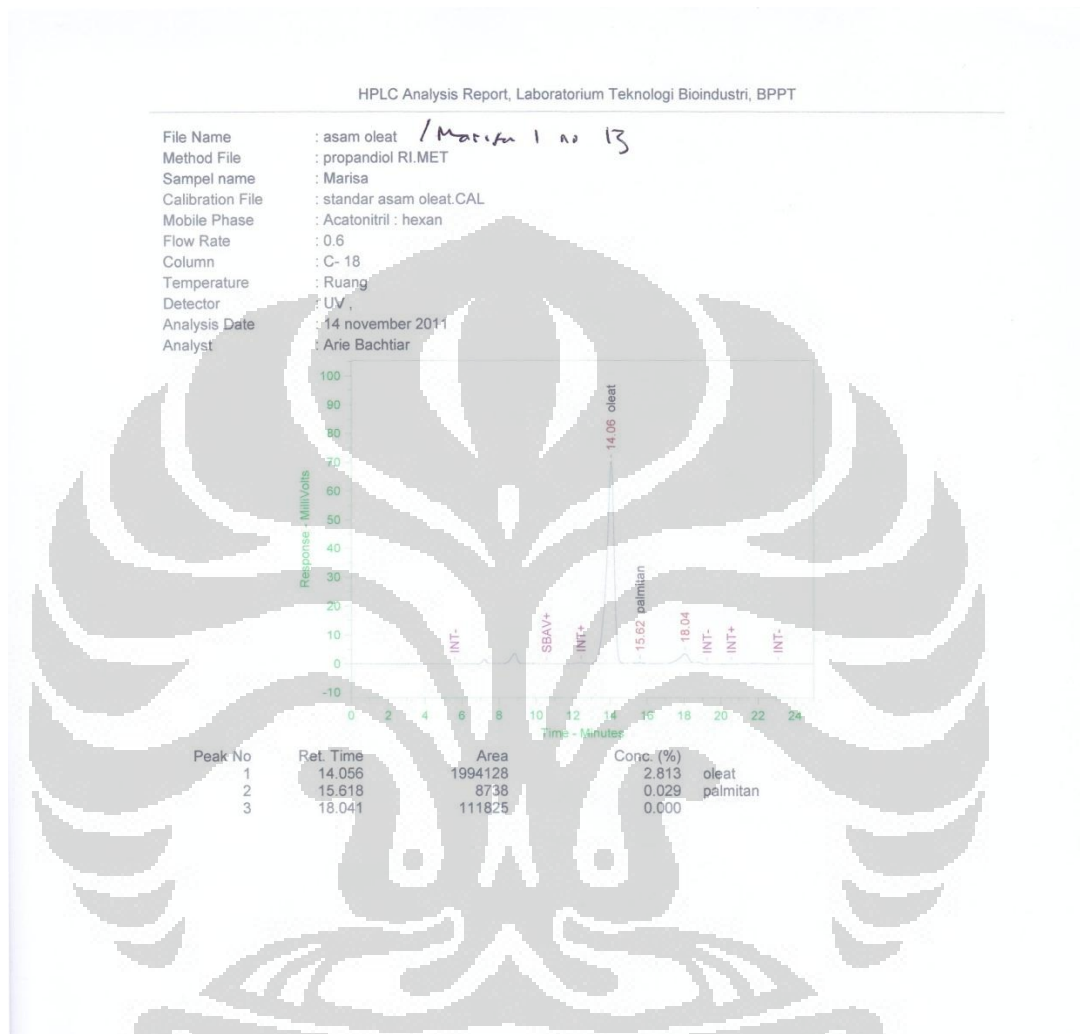 HPLC Analysis Report, Laboratorium Teknologi Bioindustri, BPPT
File Name : asam oleat / Marisa 1 no 13
Method File : propandiol RI.MET
Sampel name : Marisa
Calibration File : standar asam oleat.CAL
Mobile Phase : Acatonitril : hexan
Flow Rate : 0.6
Column : C- 18
Temperature : Ruang
Detector : UV ,
Analysis Date : 14 november 2011
Analyst : Arie Bachtiar
Response - MilliVolts
100
90
80
70
60
50
40
30
20
10
0
-10
INT-
SBAV+
INT+
14.06 oleat
15.62 palmitan
18.04
INT-
INT+
INT-
0 2 4 6 8 10 12 14 16 18 20 22 24
Time - Minutes
Peak No Ret. Time Area Conc. (%)
1 14.056 1994128 2.813 oleat
2 15.618 8738 0.029 palmitan
3 18.041 111825 0.000